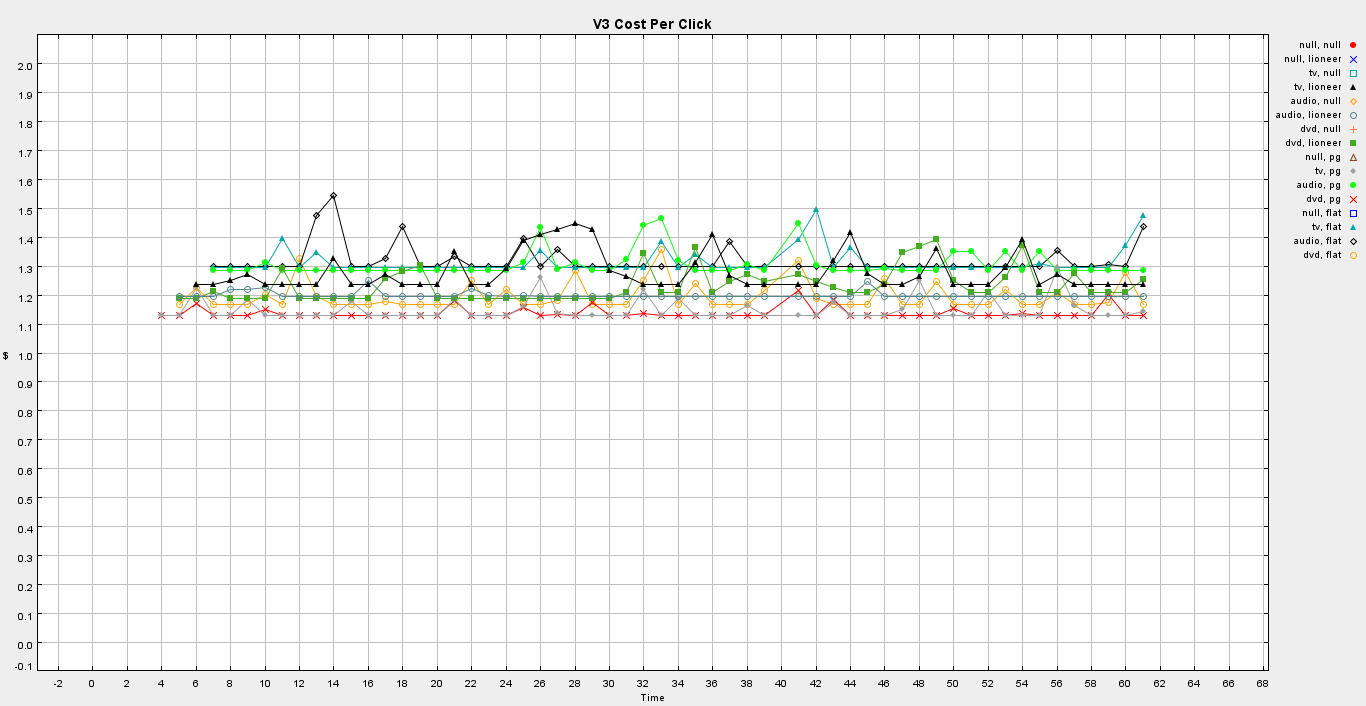 V3 Cost Per Click
null, null
null, lioneer
tv, null
tv, lioneer
audio, null
audio, lioneer
dvd, null
dvd, lioneer
null, pg
tv, pg
audio, pg
dvd, pg
null, flat
tv, flat
audio, flat
dvd, flat
2.0
1.9
1.8
1.7
1.6
1.5
1.4
1.3
1.2
1.1
1.0
0.9
0.8
0.7
0.6
0.5
0.4
0.3
0.2
0.1
0.0
-0.1
$
-2 0 2 4 6 8 10 12 14 16 18 20 22 24 26 28 30 32 34 36 38 40 42 44 46 48 50 52 54 56 58 60 62 64 66 68
Time